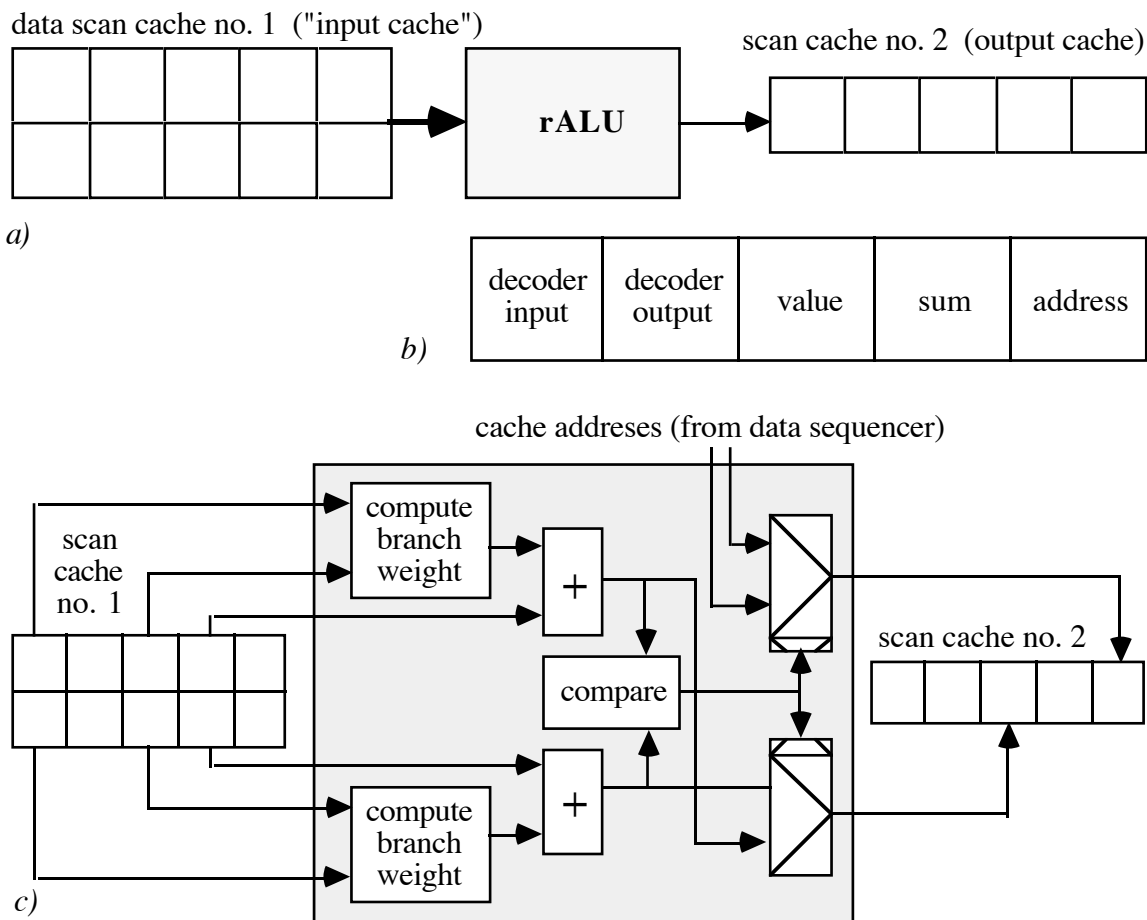 data scan cache no. 1 ("input cache")
scan cache no. 2 (output cache)
rALU
a)
decoder
input
decoder
output
value
sum
address
b)
cache addreses (from data sequencer)
scan
cache
no. 1
compute
branch
weight
+
compare
scan cache no. 2
+
compute
branch
weight
c)